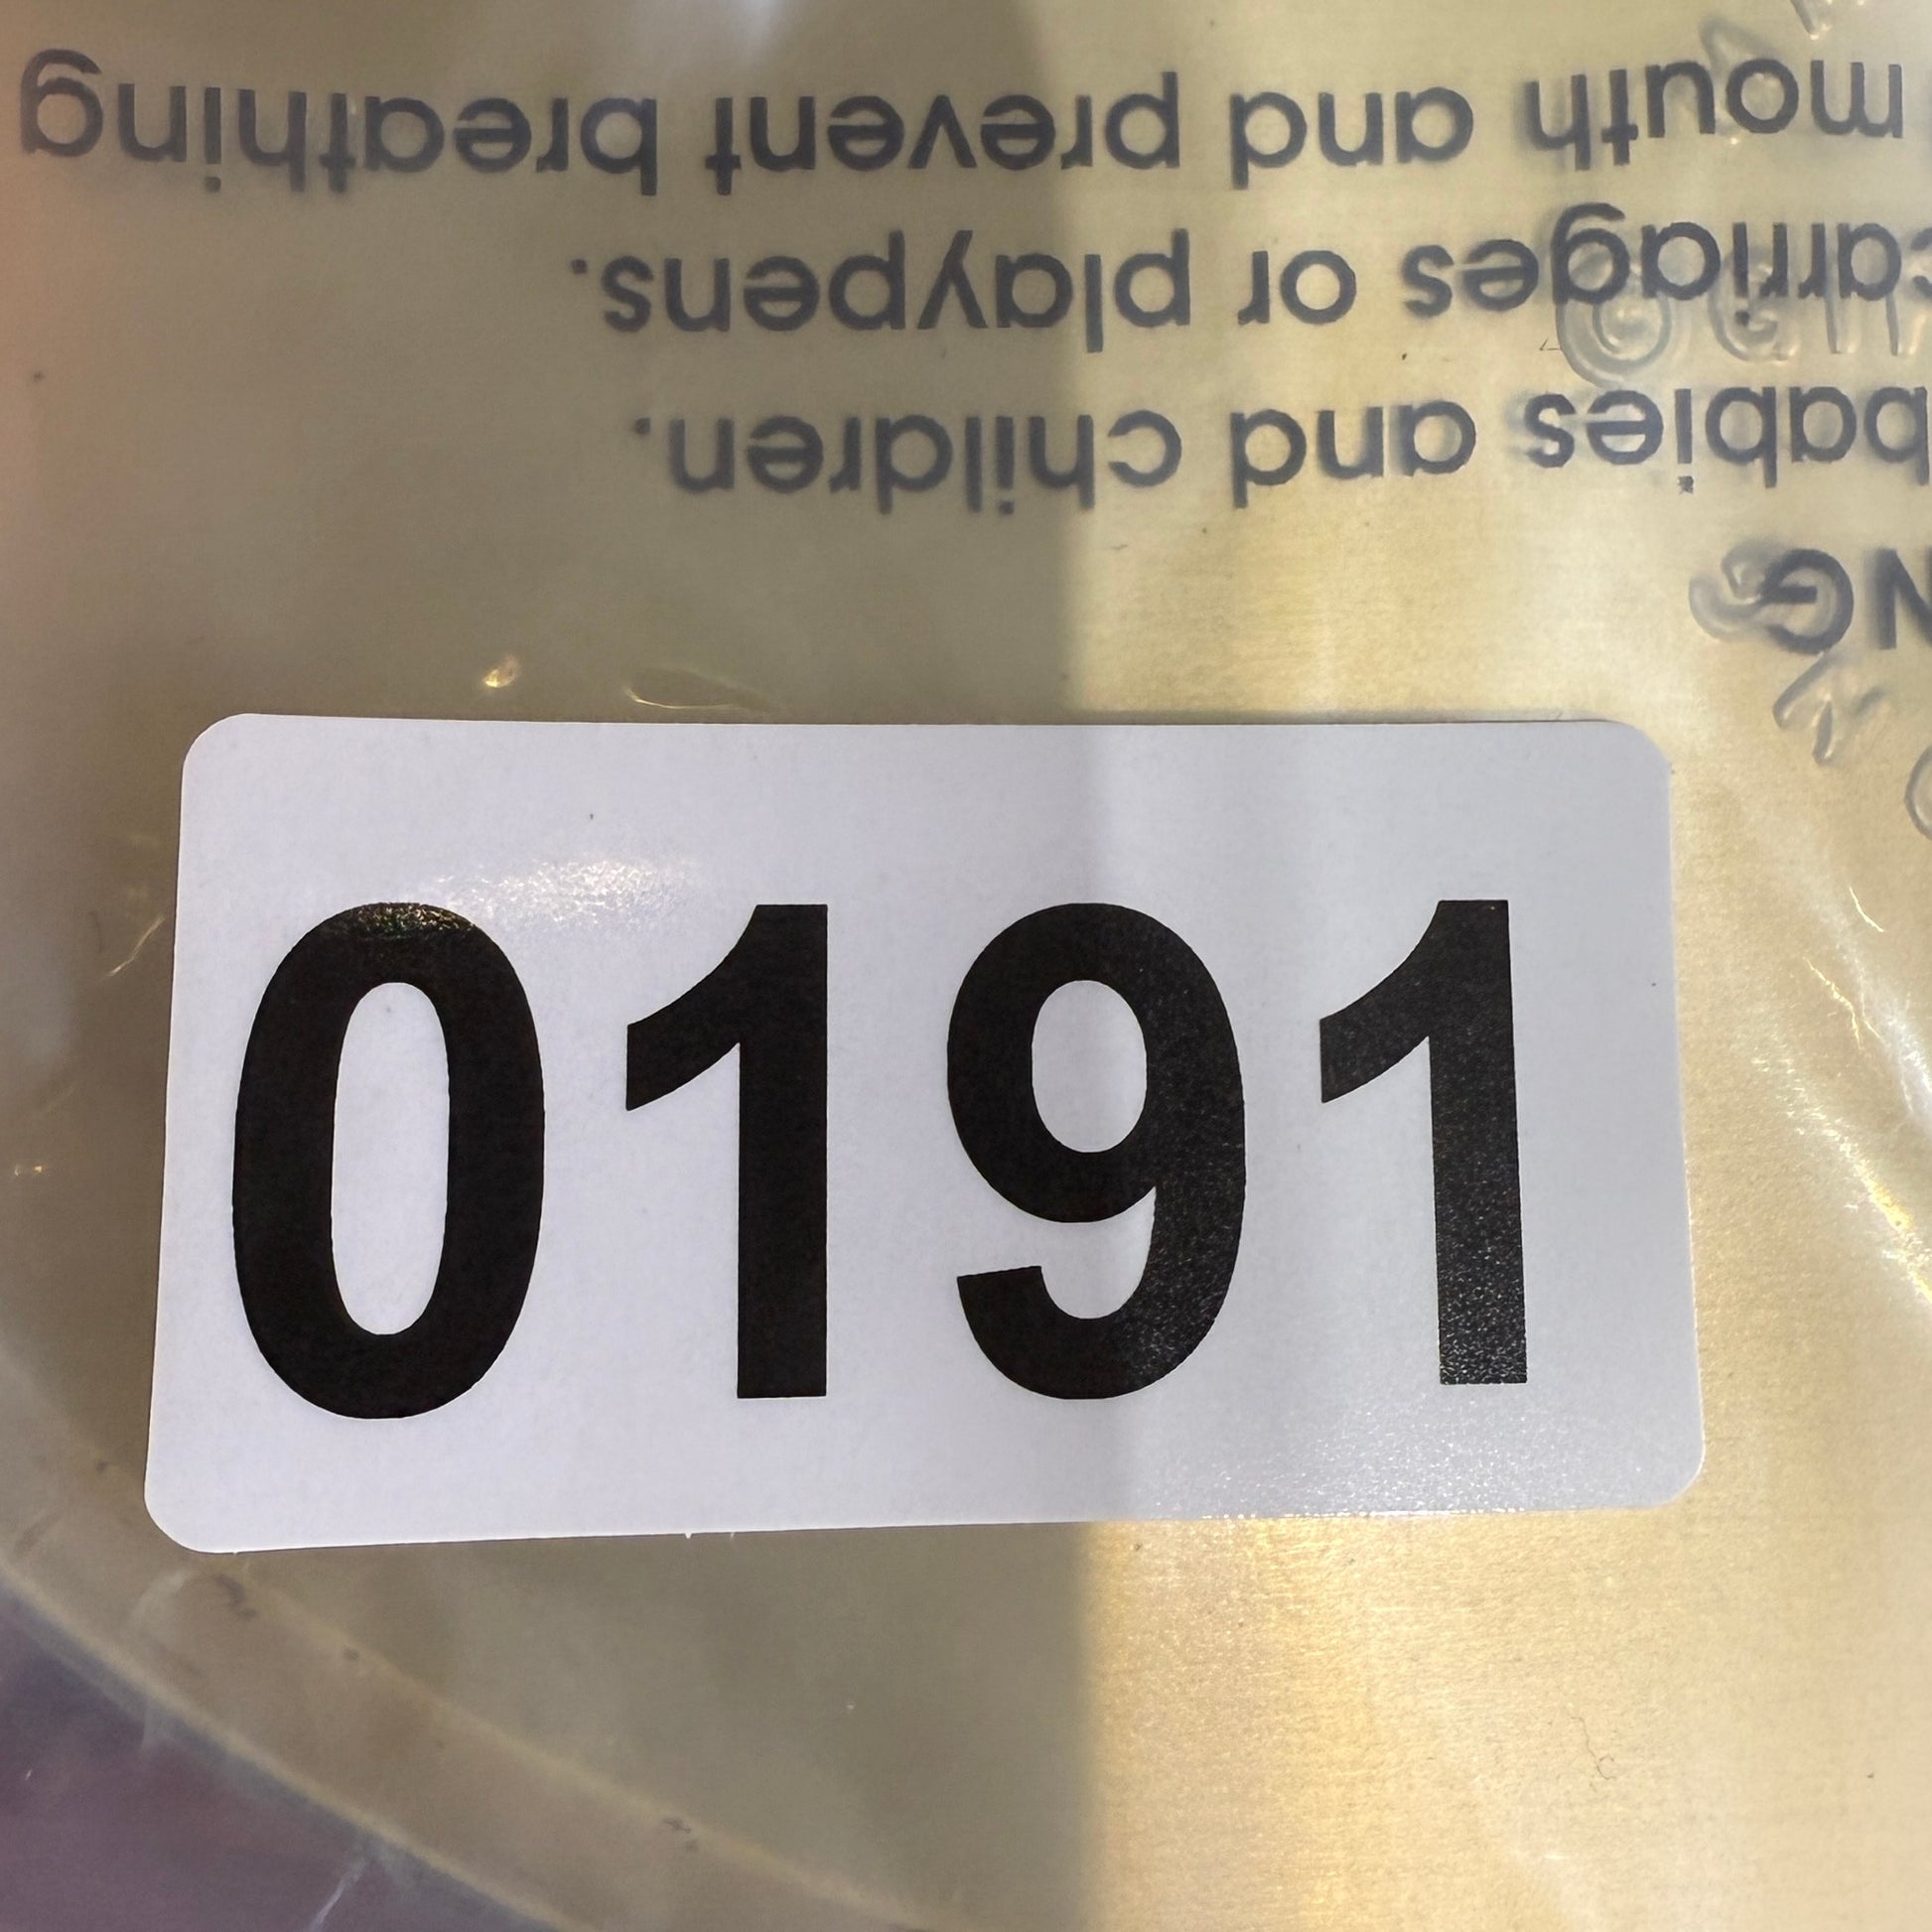 NG
babies and children.
carriages or playpens.
mouth and prevent breathing
0191